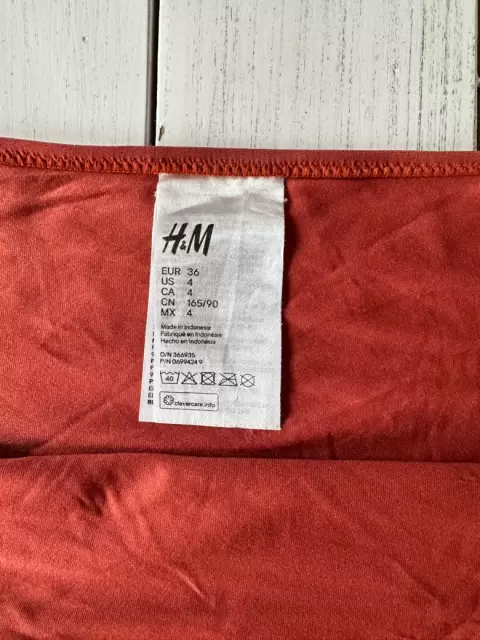 H&M
EUR 36
US 4
CA 4
CN 165/90
MX 4
Made in Indonesia
Fabriqué en Indonésie
Hecho en Indonesia
O/N 366935
P/N 0699424 9
40
clevercare.info